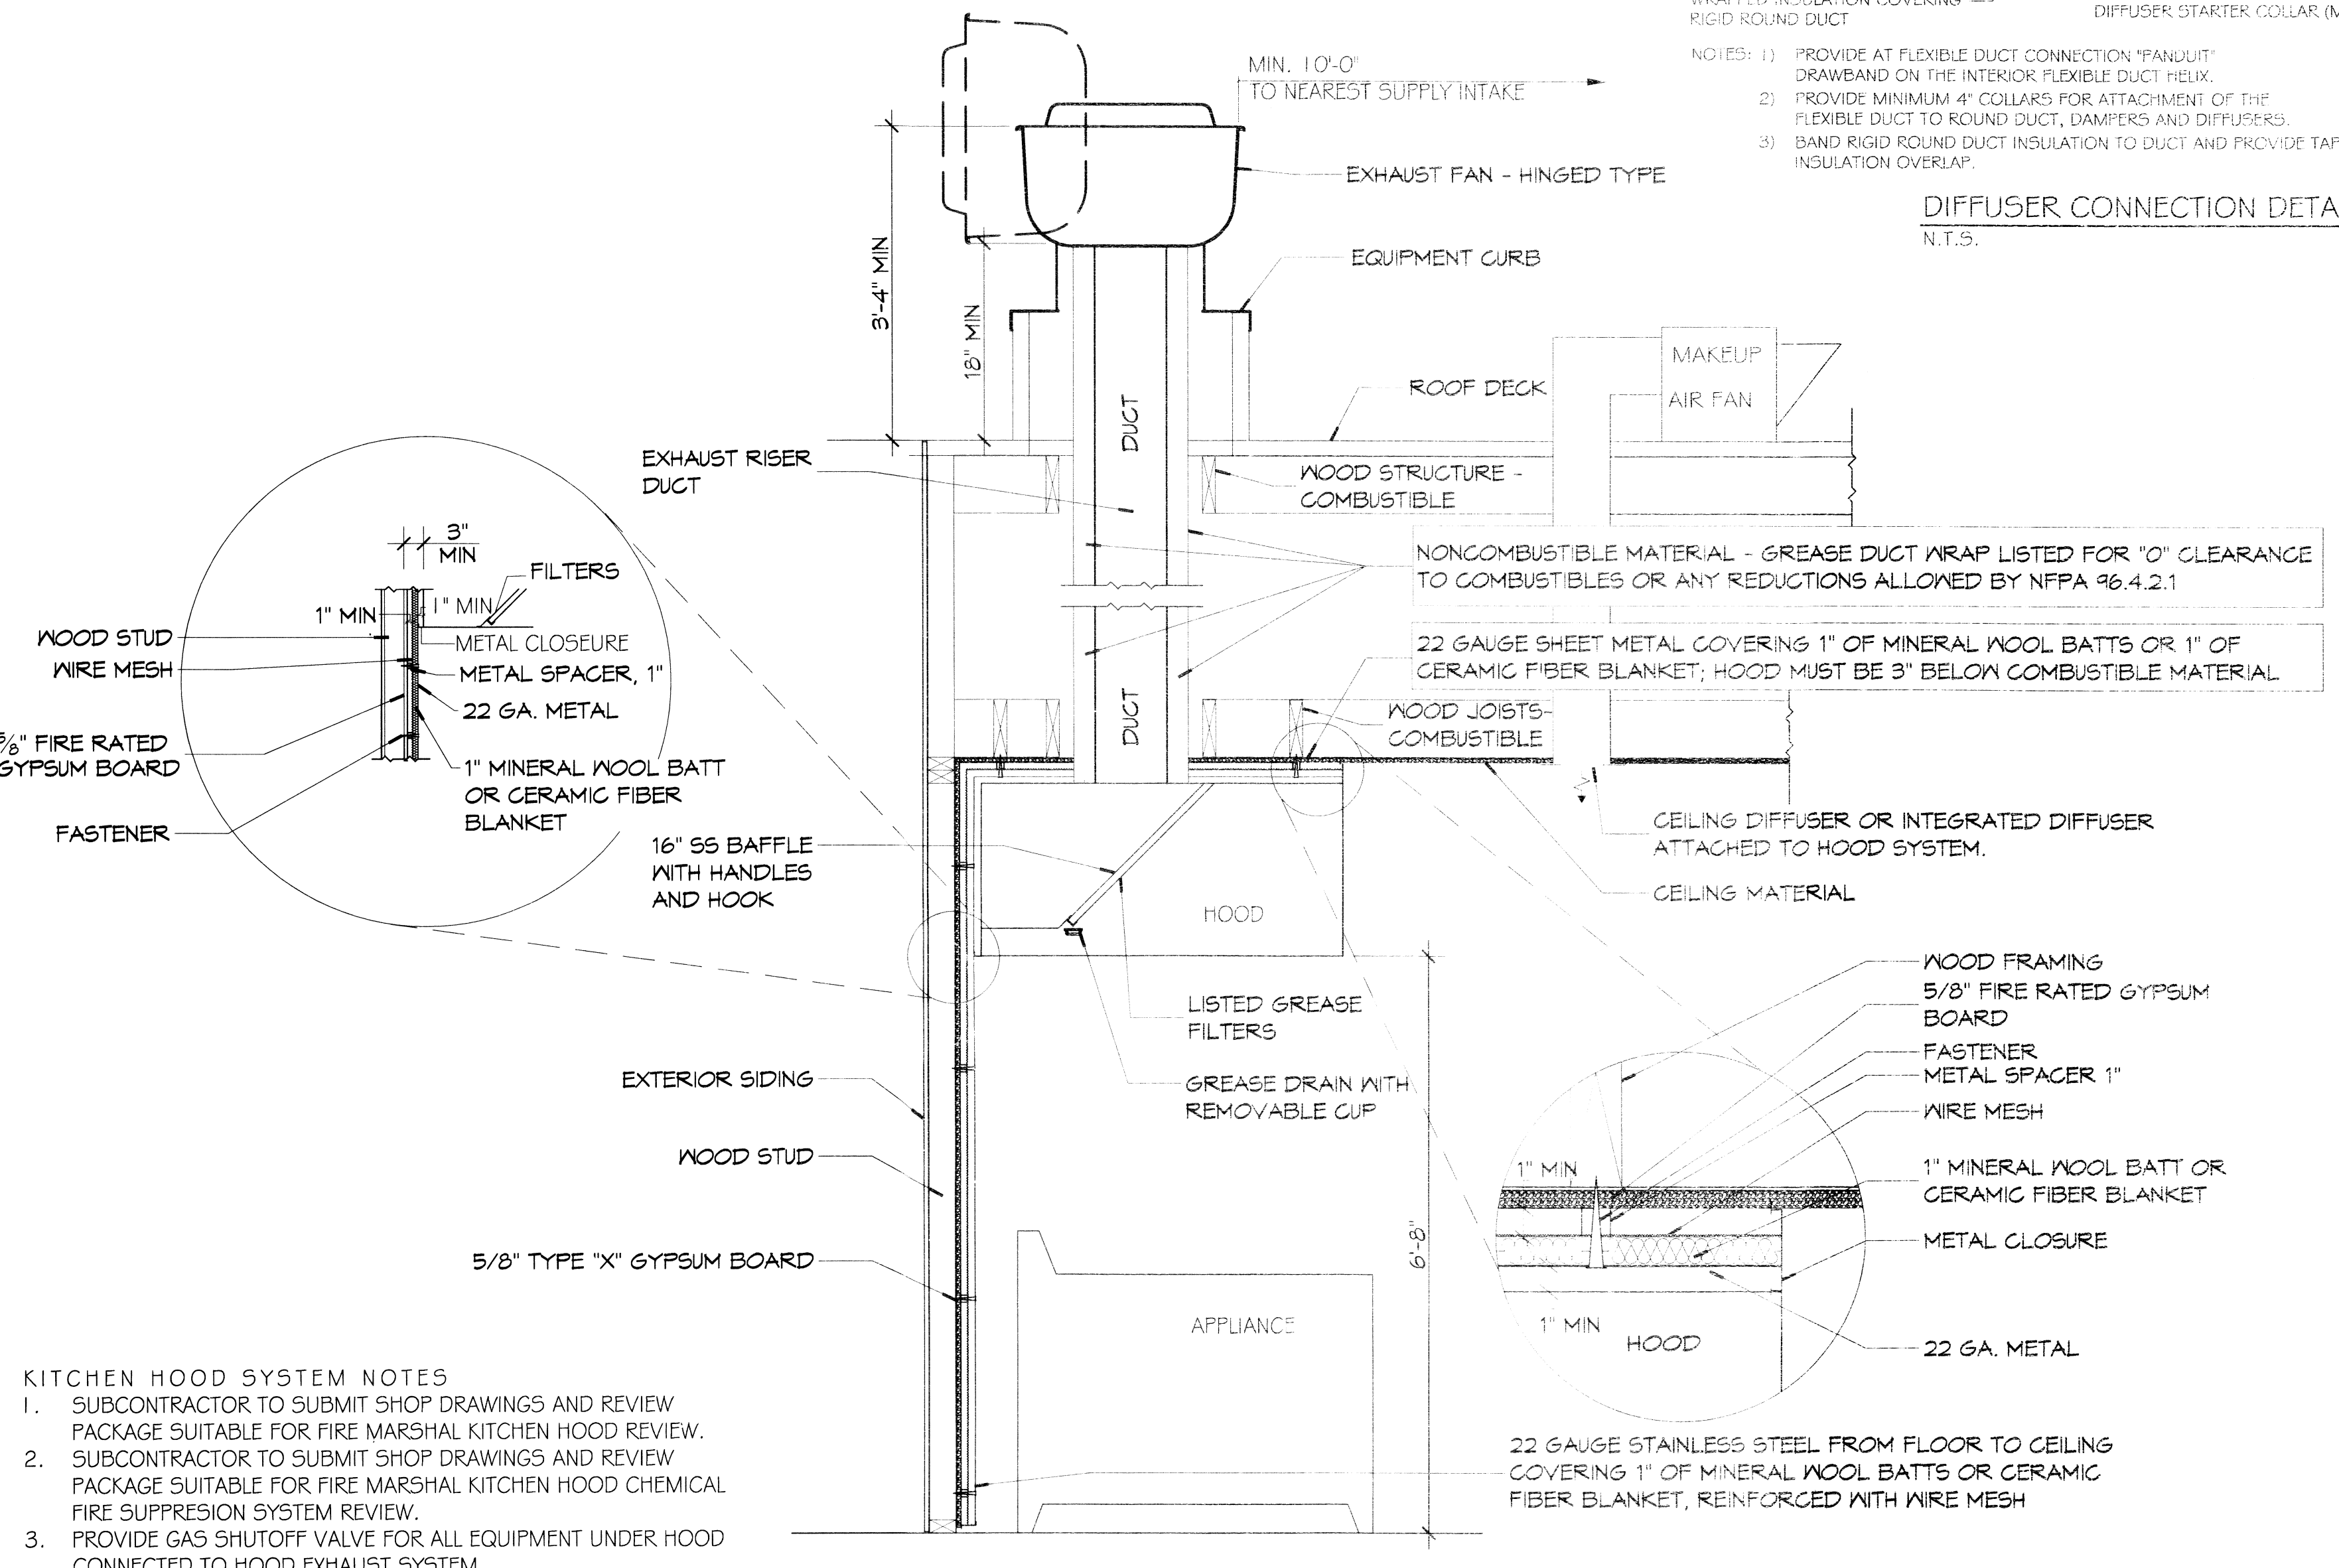 WRAPPED INSULATION COVERING
RIGID ROUND DUCT
DIFFUSER STARTER COLLAR (M
NOTES: 1) PROVIDE AT FLEXIBLE DUCT CONNECTION "PANDUIT"
DRAWBAND ON THE INTERIOR FLEXIBLE DUCT HELIX.
2) PROVIDE MINIMUM 4" COLLARS FOR ATTACHMENT OF THE
FLEXIBLE DUCT TO ROUND DUCT, DAMPERS AND DIFFUSERS.
3) BAND RIGID ROUND DUCT INSULATION TO DUCT AND PROVIDE TAP
INSULATION OVERLAP.
DIFFUSER CONNECTION DETA
N.T.S.
MIN. 10'-0"
TO NEAREST SUPPLY INTAKE
EXHAUST FAN - HINGED TYPE
EQUIPMENT CURB
3'-4" MIN
18" MIN
MAKEUP
AIR FAN
ROOF DECK
DUCT
EXHAUST RISER
DUCT
WOOD STRUCTURE -
COMBUSTIBLE
NONCOMBUSTIBLE MATERIAL - GREASE DUCT WRAP LISTED FOR "0" CLEARANCE
TO COMBUSTIBLES OR ANY REDUCTIONS ALLOWED BY NFPA 96.4.2.1
22 GAUGE SHEET METAL COVERING 1" OF MINERAL WOOL BATTS OR 1" OF
CERAMIC FIBER BLANKET; HOOD MUST BE 3" BELOW COMBUSTIBLE MATERIAL
DUCT
WOOD JOISTS-
COMBUSTIBLE
3"
MIN
FILTERS
1" MIN
1" MIN
WOOD STUD
METAL CLOSEURE
WIRE MESH
METAL SPACER, 1"
22 GA. METAL
5/8" FIRE RATED
GYPSUM BOARD
1" MINERAL WOOL BATT
OR CERAMIC FIBER
BLANKET
FASTENER
16" SS BAFFLE
WITH HANDLES
AND HOOK
HOOD
CEILING DIFFUSER OR INTEGRATED DIFFUSER
ATTACHED TO HOOD SYSTEM.
CEILING MATERIAL
LISTED GREASE
FILTERS
GREASE DRAIN WITH
REMOVABLE CUP
EXTERIOR SIDING
WOOD STUD
5/8" TYPE "X" GYPSUM BOARD
6'-8"
APPLIANCE
WOOD FRAMING
5/8" FIRE RATED GYPSUM
BOARD
FASTENER
METAL SPACER 1"
WIRE MESH
1" MIN
1" MINERAL WOOL BATT OR
CERAMIC FIBER BLANKET
METAL CLOSURE
1" MIN
HOOD
22 GA. METAL
22 GAUGE STAINLESS STEEL FROM FLOOR TO CEILING
COVERING 1" OF MINERAL WOOL BATTS OR CERAMIC
FIBER BLANKET, REINFORCED WITH WIRE MESH
KITCHEN HOOD SYSTEM NOTES
1. SUBCONTRACTOR TO SUBMIT SHOP DRAWINGS AND REVIEW
PACKAGE SUITABLE FOR FIRE MARSHAL KITCHEN HOOD REVIEW.
2. SUBCONTRACTOR TO SUBMIT SHOP DRAWINGS AND REVIEW
PACKAGE SUITABLE FOR FIRE MARSHAL KITCHEN HOOD CHEMICAL
FIRE SUPPRESION SYSTEM REVIEW.
3. PROVIDE GAS SHUTOFF VALVE FOR ALL EQUIPMENT UNDER HOOD
CONNECTED TO HOOD EXHAUST SYSTEM